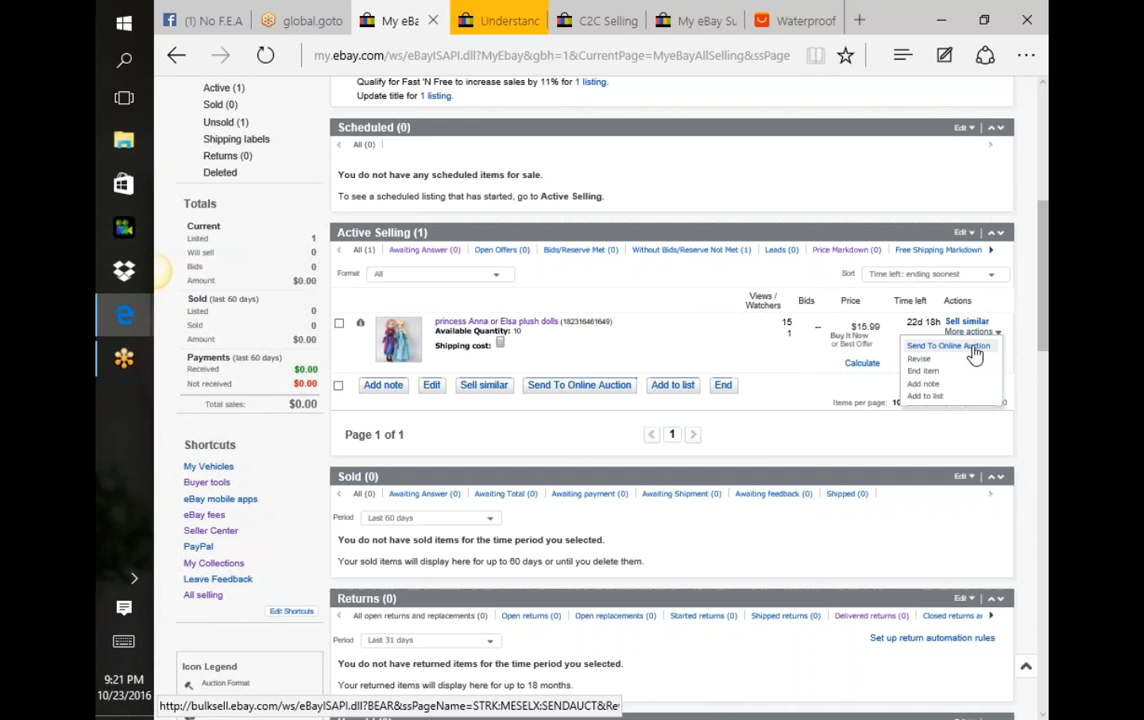 (1) No F.E.A
global.goto
My eBa
Understanc
C2C Selling
My eBay Su
Waterproof
my.ebay.com/ws/eBayISAPI.dll?MyEbay&gbh=1&CurrentPage=MyeBayAllSelling&ssPage
Active (1)
Sold (0)
Unsold (1)
Shipping labels
Returns (0)
Deleted
Totals
Current
Listed 1
Will sell 0
Bids 0
Amount $0.00
Sold (last 60 days)
Listed 0
Sold 0
Amount $0.00
Payments (last 60 days)
Received $0.00
Not received $0.00
Total sales: $0.00
Shortcuts
My Vehicles
Buyer tools
eBay mobile apps
eBay fees
Seller Center
PayPal
My Collections
Leave Feedback
All selling
Edit Shortcuts
Icon Legend
Auction Format
Qualify for Fast 'N Free to increase sales by 11% for 1 listing.
Update title for 1 listing.
Scheduled (0) Edit
All (0)
You do not have any scheduled items for sale.
To see a scheduled listing that has started, go to Active Selling.
Active Selling (1) Edit
All (1) Awaiting Answer (0) Open Offers (0) Bids/Reserve Met (0) Without Bids/Reserve Not Met (1) Leads (0) Price Markdown (0) Free Shipping Markdown
Format All Sort Time left: ending soonest
Views / Watchers Bids Price Time left Actions
princess Anna or Elsa plush dolls (182316461649) 15 -- $15.99 22d 18h Sell similar
Available Quantity: 10 1 Buy It Now More actions
Shipping cost: or Best Offer
Calculate
Send To Online Auction
Revise
End item
Add note
Add to list
Add note Edit Sell similar Send To Online Auction Add to list End
Items per page: 10
Page 1 of 1 1
Sold (0) Edit
All (0) Awaiting Answer (0) Awaiting Total (0) Awaiting payment (0) Awaiting Shipment (0) Awaiting feedback (0) Shipped (0)
Period Last 60 days
You do not have sold items for the time period you selected.
Your sold items will display here for up to 60 days or until you delete them.
Returns (0) Edit
All open returns and replacements (0) Open returns (0) Open replacements (0) Started returns (0) Shipped returns (0) Delivered returns (0) Closed returns a
Period Last 31 days
Set up return automation rules
You do not have returned items for the time period you selected.
Your returned items will display here for up to 18 months.
9:21 PM
10/23/2016
http://bulksell.ebay.com/ws/eBayISAPI.dll?BEAR&ssPageName=STRK:MESELX:SENDAUCT&Re